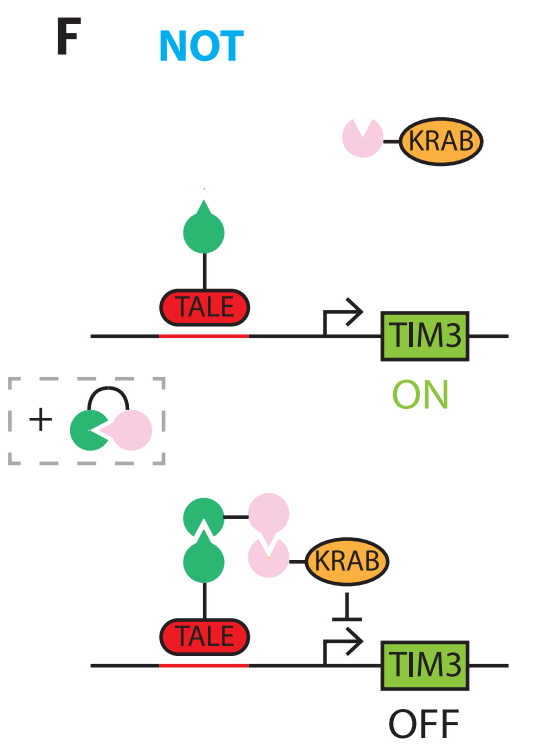 F NOT
KRAB
TALE
TIM3
ON
+
KRAB
TALE
TIM3
OFF